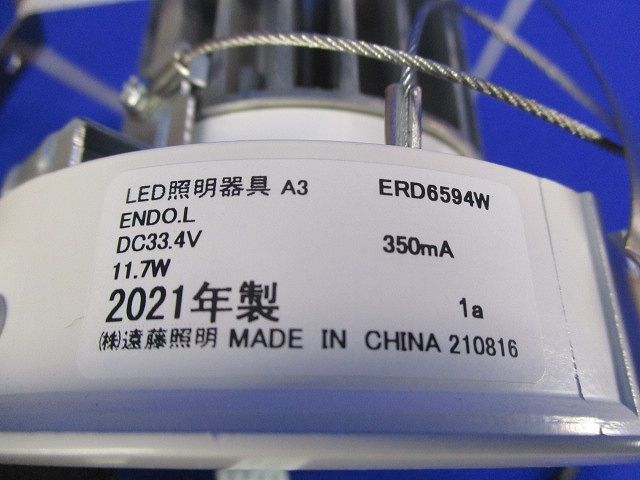 LED照明器具 A3 ERD6594W
ENDO.L
DC33.4V 350mA
11.7W
2021年製 1a
㈱遠藤照明 MADE IN CHINA 210816